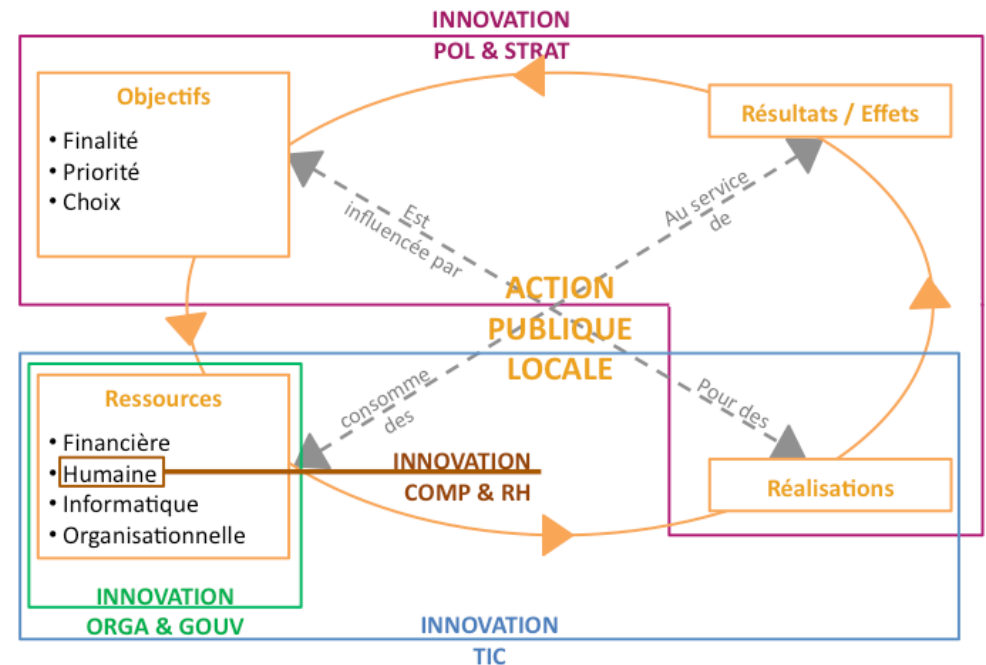 INNOVATION
POL & STRAT
Objectifs
• Finalité
• Priorité
• Choix
Résultats / Effets
Est
influencée par
Au service
de
ACTION
PUBLIQUE
LOCALE
consomme
des
Pour des
Ressources
• Financière
• Humaine
• Informatique
• Organisationnelle
INNOVATION
COMP & RH
Réalisations
INNOVATION
ORGA & GOUV
INNOVATION
TIC